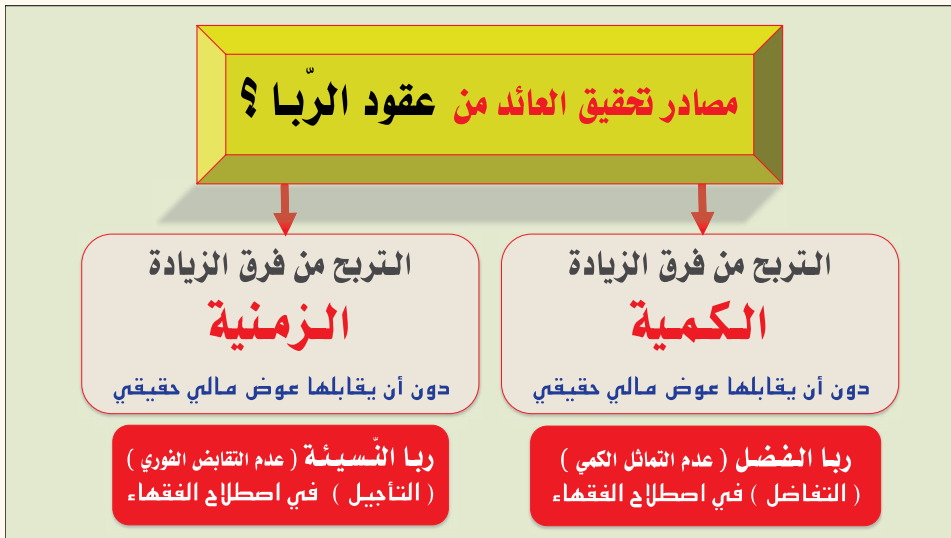 مصادر تحقيق العائد من عقود الرّبا ؟
التربح من فرق الزيادة
الكمية
دون أن يقابلها عوض مالي حقيقي
ربا الفضل ( عدم التماثل الكمي )
( التفاضل ) في اصطلاح الفقهاء
التربح من فرق الزيادة
الزمنية
دون أن يقابلها عوض مالي حقيقي
ربا النّسيئة ( عدم التقابض الفوري )
( التأجيل ) في اصطلاح الفقهاء